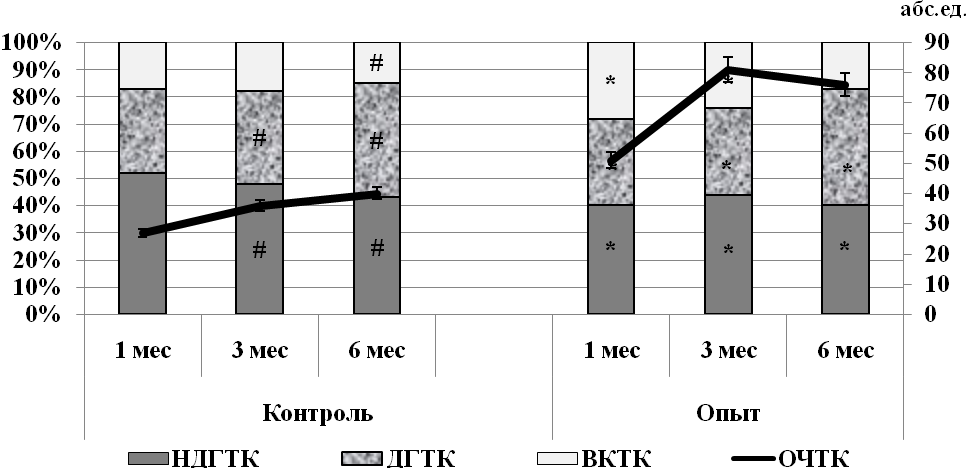 абс.ед.
100% 90
90% 80
80% 70
70% 60
60% 50
50% 40
40% 30
30% 20
20% 10
10% 0
0%
# # # # #
* * * * * * *
1 мес 3 мес 6 мес 1 мес 3 мес 6 мес
Контроль Опыт
НДГТК ДГТК ВКТК ОЧТК